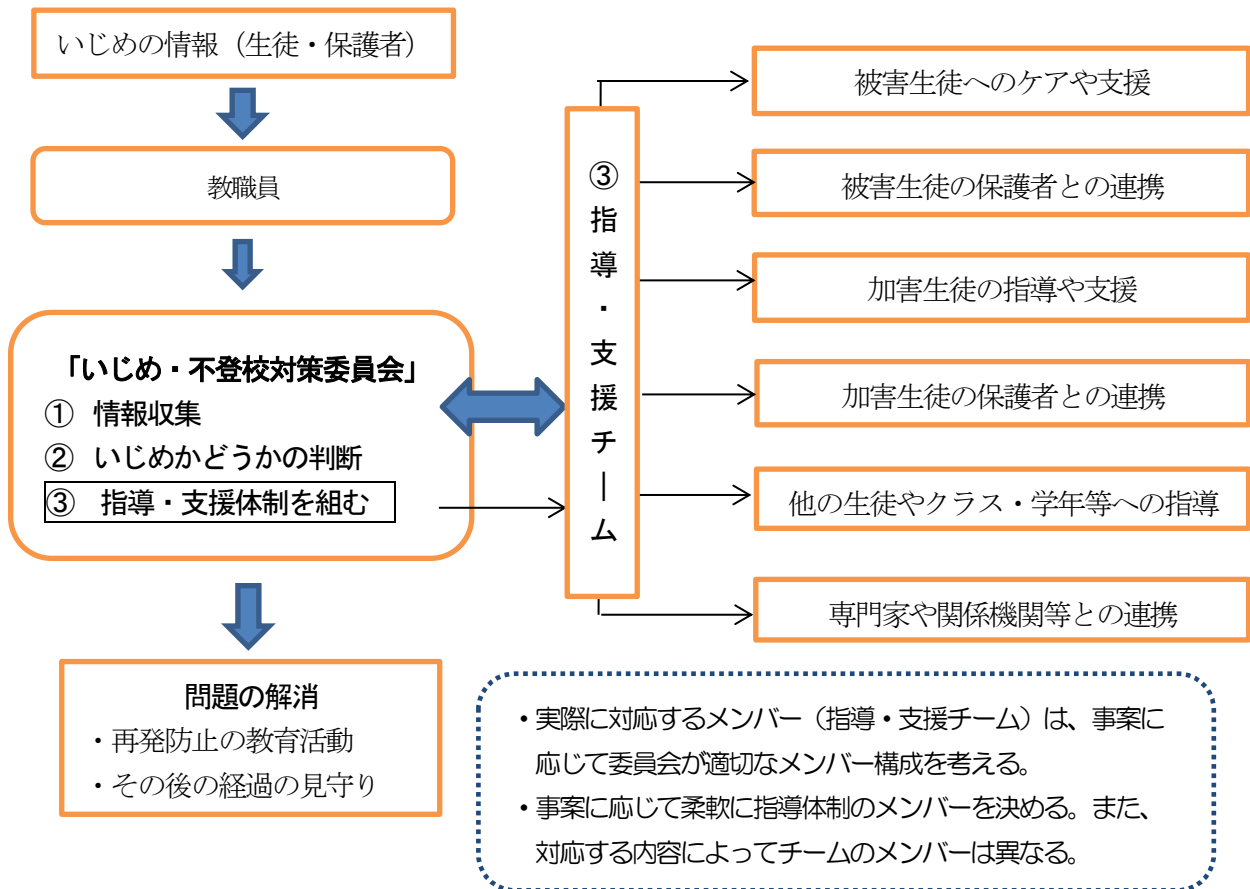 いじめの情報（生徒・保護者）
教職員
「いじめ・不登校対策委員会」
① 情報収集
② いじめかどうかの判断
③ 指導・支援体制を組む
問題の解消
・再発防止の教育活動
・その後の経過の見守り
③指導・支援チーム
被害生徒へのケアや支援
被害生徒の保護者との連携
加害生徒の指導や支援
加害生徒の保護者との連携
他の生徒やクラス・学年等への指導
専門家や関係機関等との連携
・実際に対応するメンバー（指導・支援チーム）は、事案に
応じて委員会が適切なメンバー構成を考える。
・事案に応じて柔軟に指導体制のメンバーを決める。また、
対応する内容によってチームのメンバーは異なる。